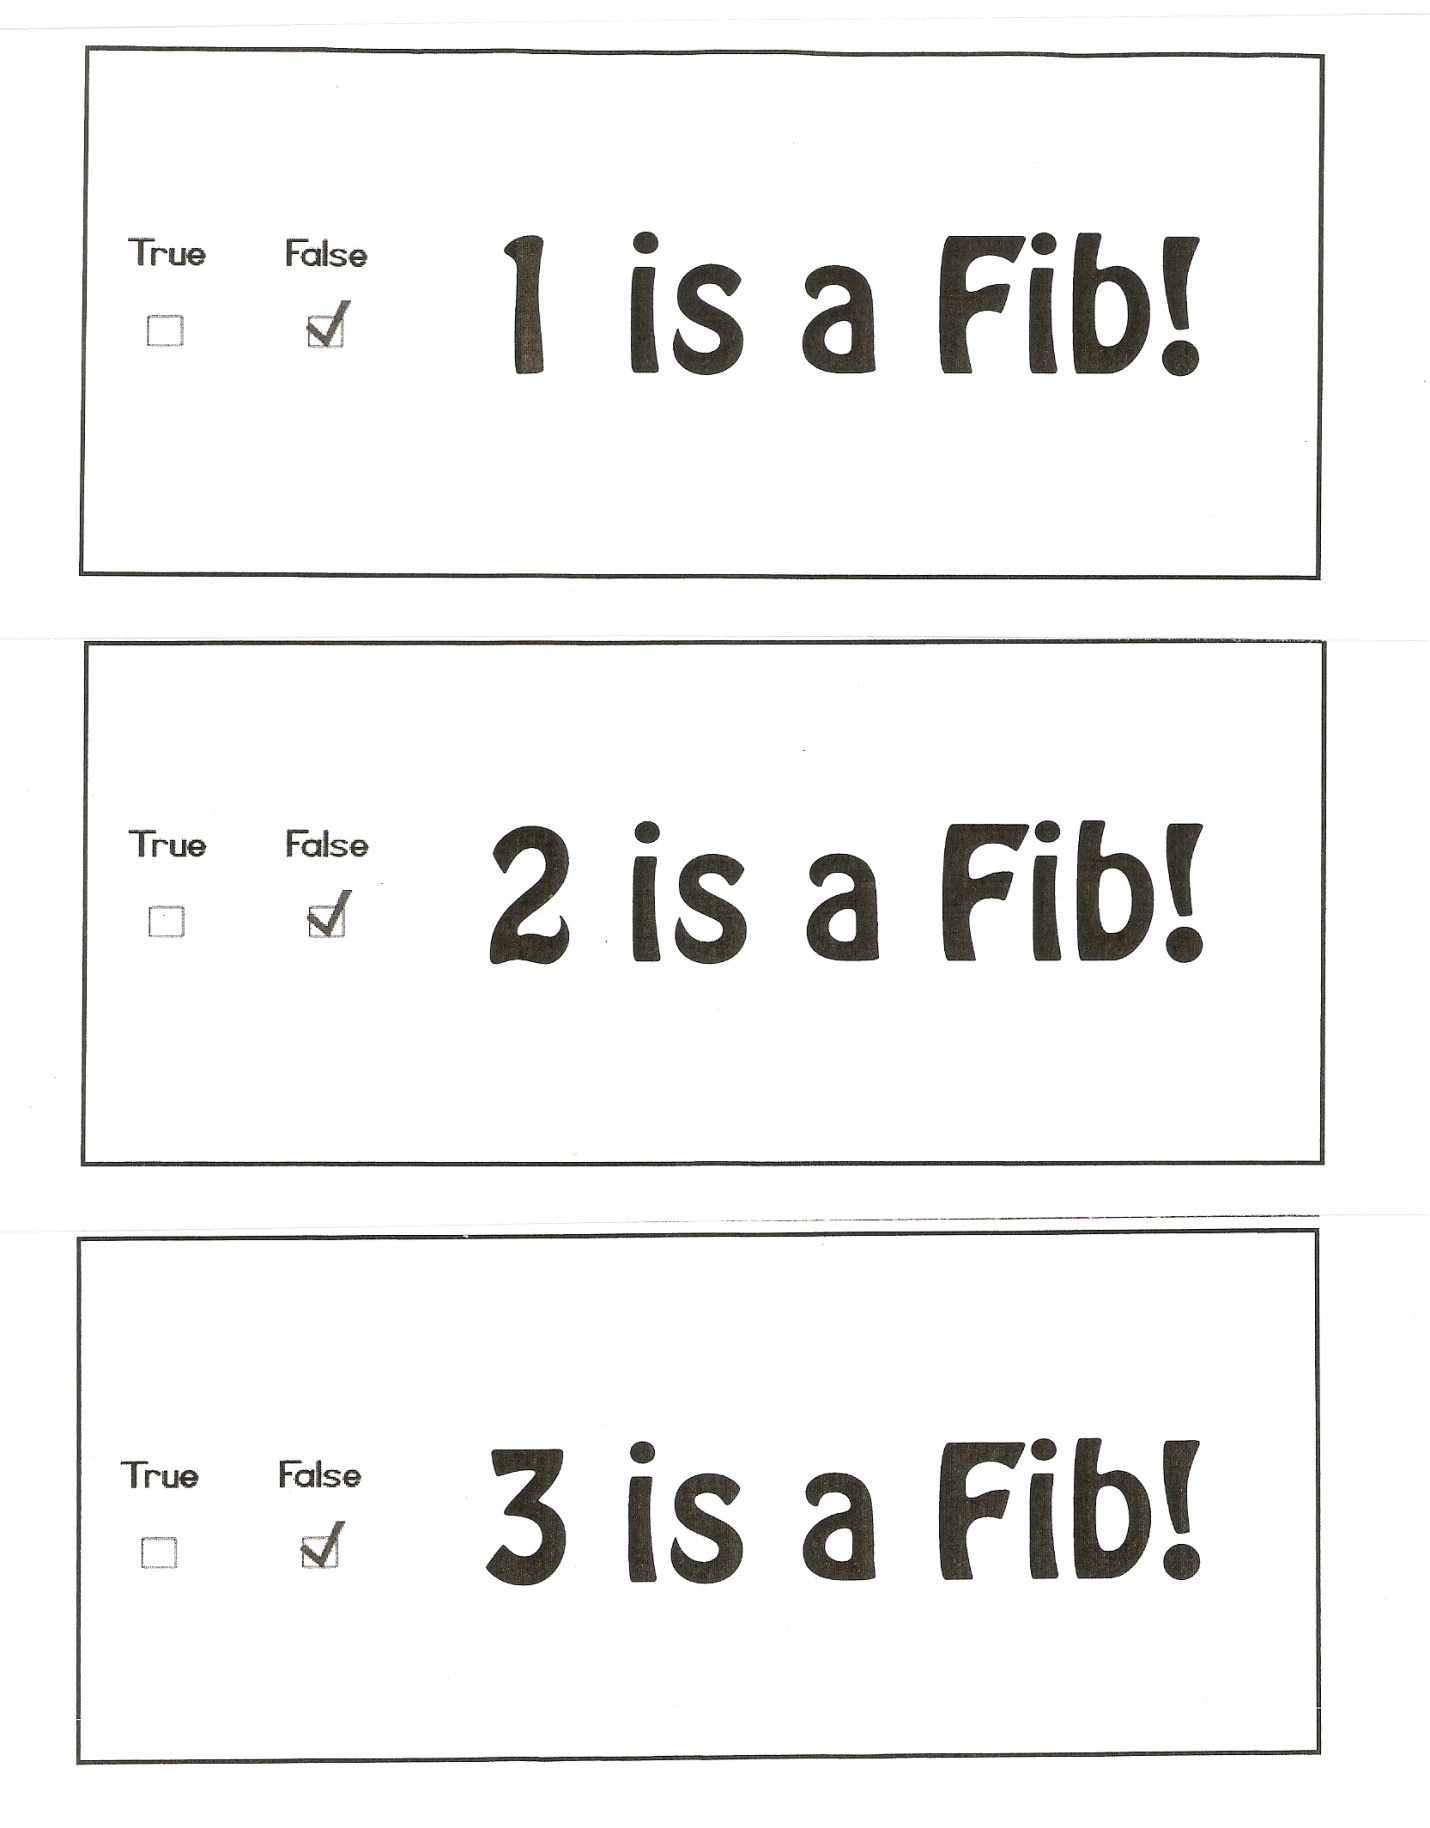 True False 1 is a Fib!
True False 2 is a Fib!
True False 3 is a Fib!